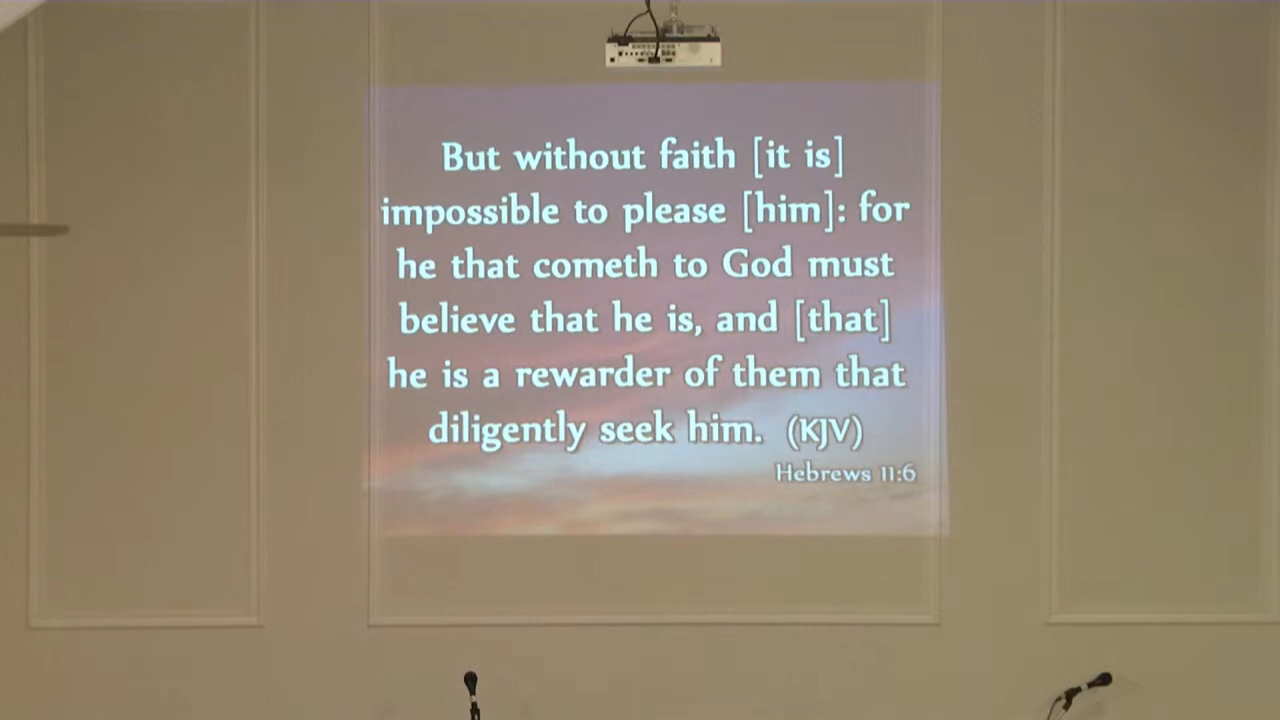 But without faith [it is]
impossible to please [him]: for
he that cometh to God must
believe that he is, and [that]
he is a rewarder of them that
diligently seek him. (KJV)
Hebrews 11:6